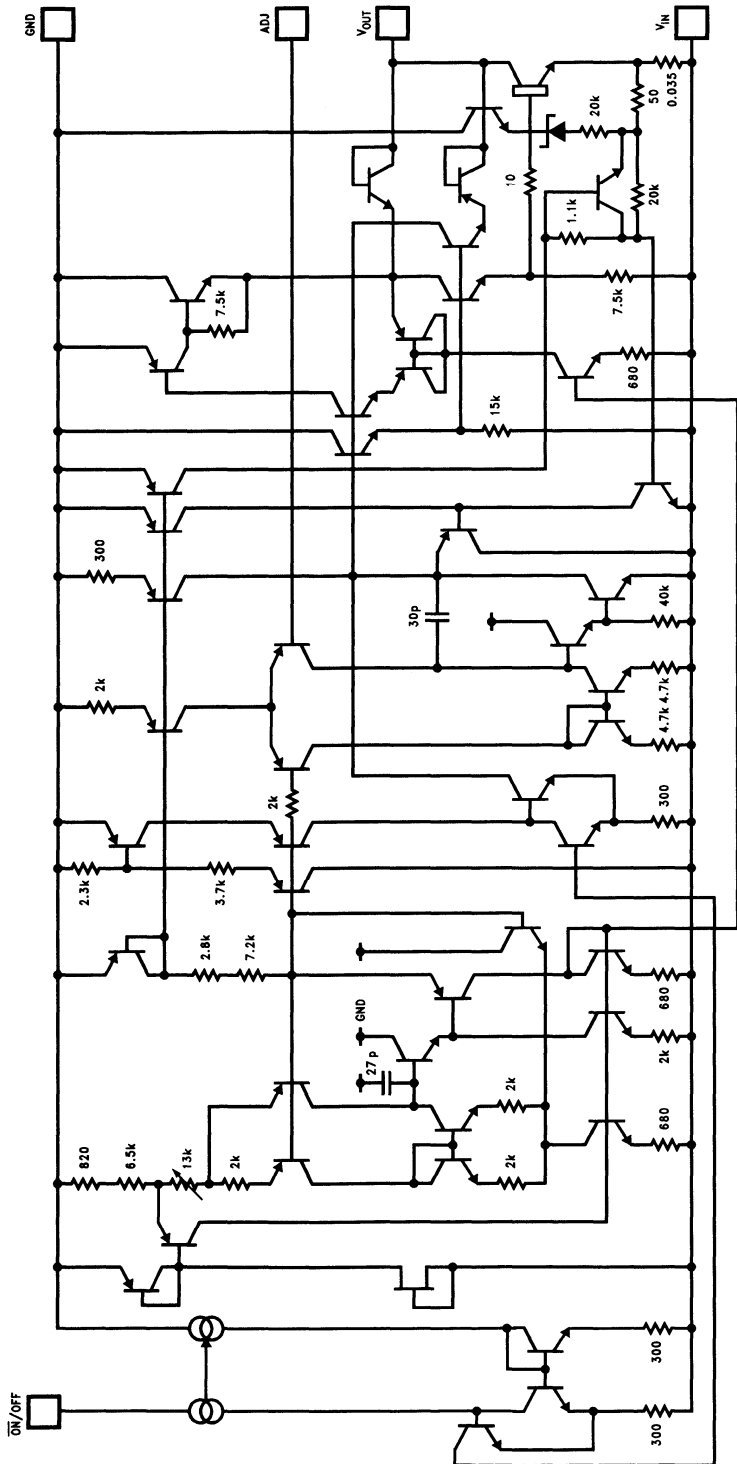 GND
ADJ
VOUT
VIN
0.035
50
20k
10
20k
1.1k
7.5k
7.5k
680
15k
300
30p
40k
2k
4.7k
4.7k
2k
300
2.3k
3.7k
2.8k
7.2k
680
GND
2k
27p
2k
680
820
6.5k
13k
2k
2k
300
ON/OFF
300